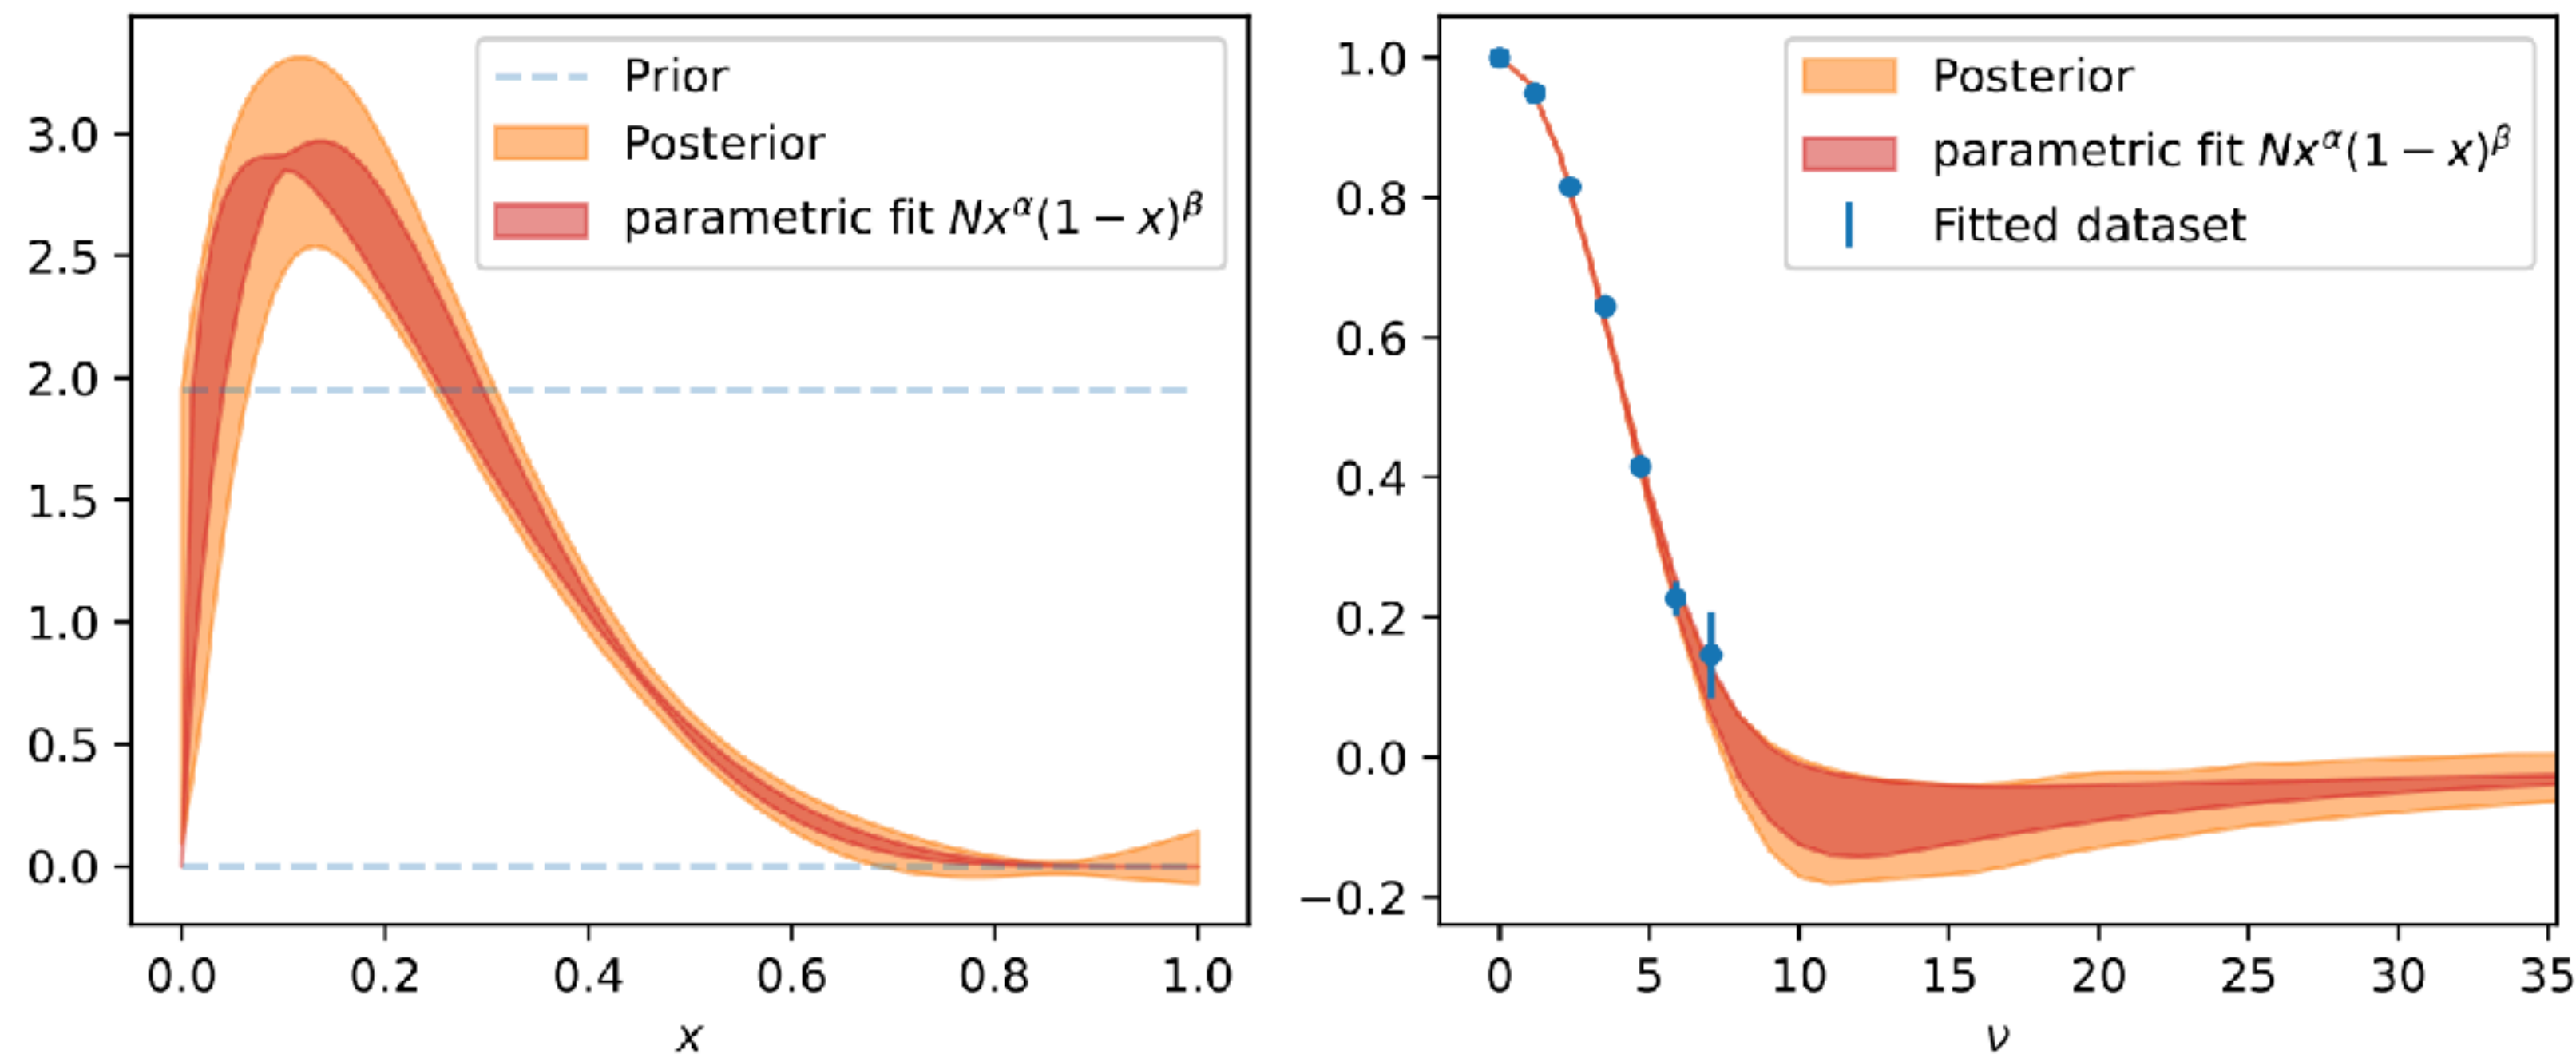 Prior
Posterior
parametric fit Nx^α(1 − x)^β
3.0
2.5
2.0
1.5
1.0
0.5
0.0
0.0 0.2 0.4 0.6 0.8 1.0
x
Posterior
parametric fit Nx^α(1 − x)^β
Fitted dataset
1.0
0.8
0.6
0.4
0.2
0.0
−0.2
0 5 10 15 20 25 30 35
ν